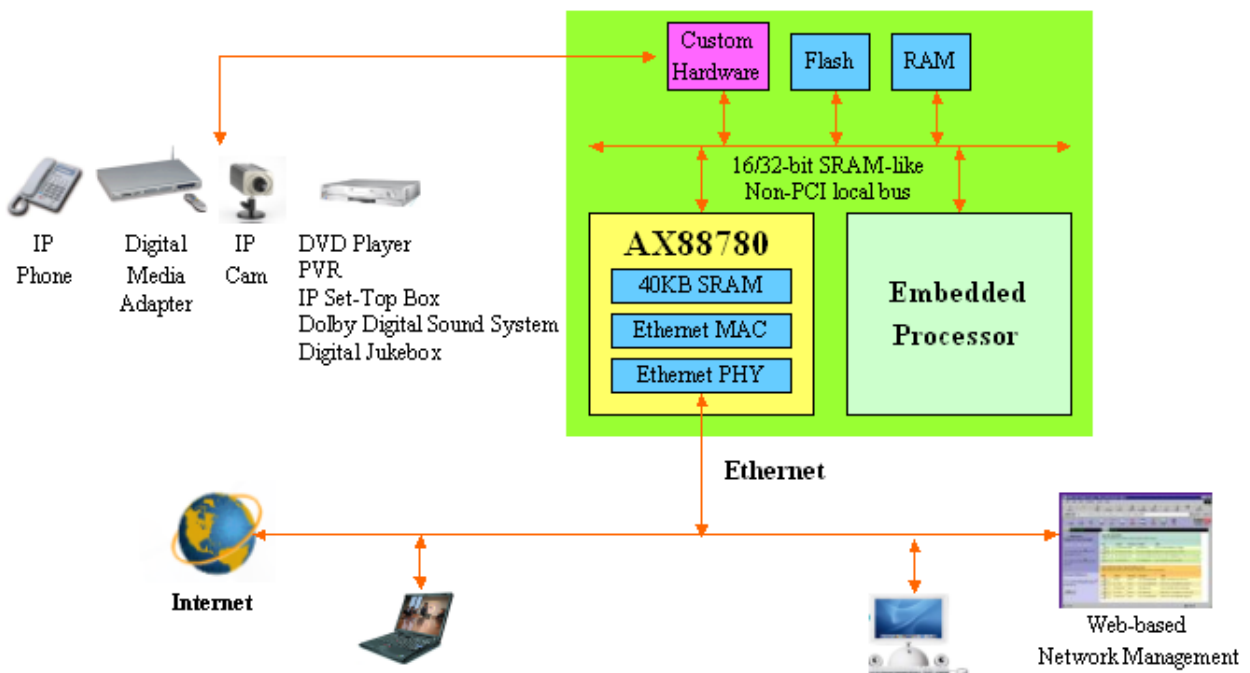 Custom
Hardware
Flash
RAM
16/32-bit SRAM-like
Non-PCI local bus
IP
Phone
Digital
Media
Adapter
IP
Cam
DVD Player
PVR
IP Set-Top Box
Dolby Digital Sound System
Digital Jukebox
AX88780
40KB SRAM
Ethernet MAC
Ethernet PHY
Embedded
Processor
Ethernet
Internet
Web-based
Network Management